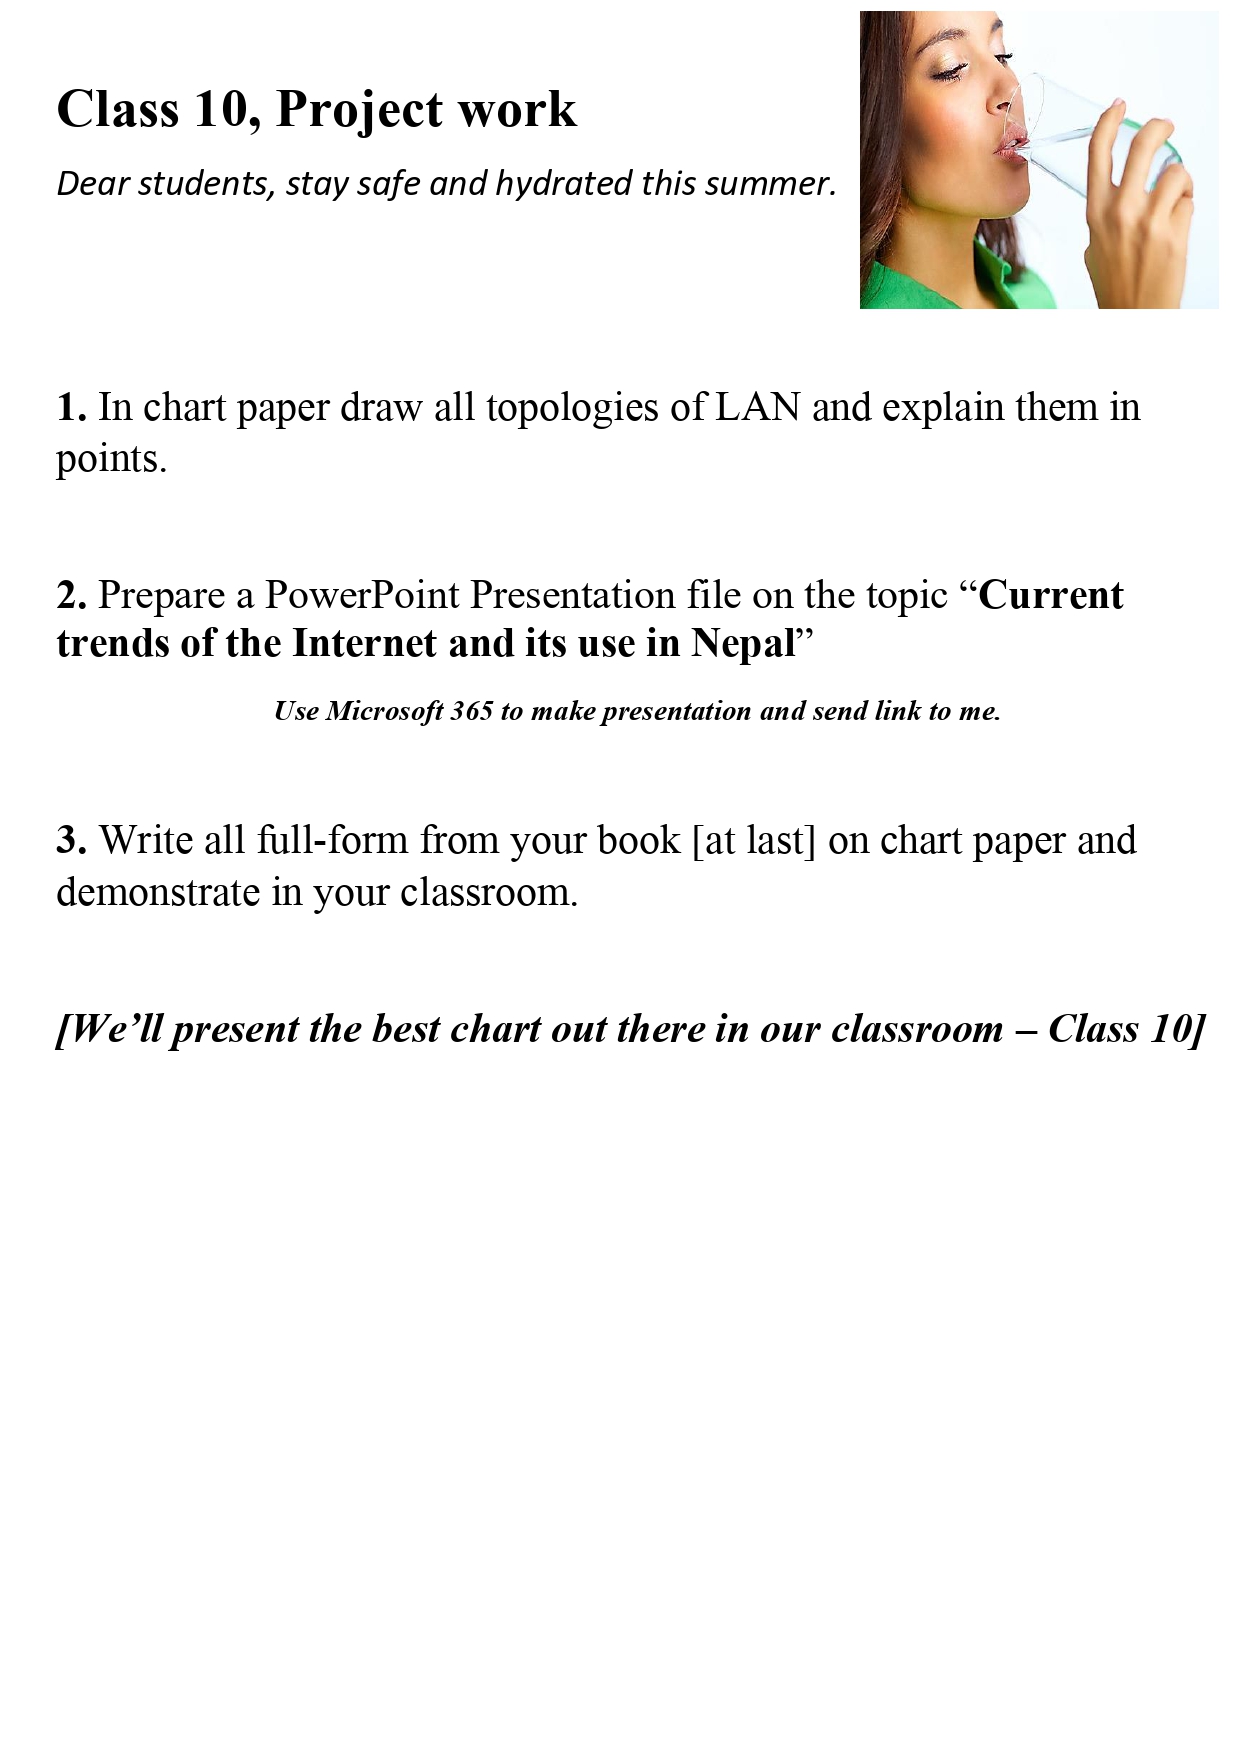 Class 10, Project work
Dear students, stay safe and hydrated this summer.
1. In chart paper draw all topologies of LAN and explain them in
points.
2. Prepare a PowerPoint Presentation file on the topic “Current
trends of the Internet and its use in Nepal”
Use Microsoft 365 to make presentation and send link to me.
3. Write all full-form from your book [at last] on chart paper and
demonstrate in your classroom.
[We’ll present the best chart out there in our classroom – Class 10]